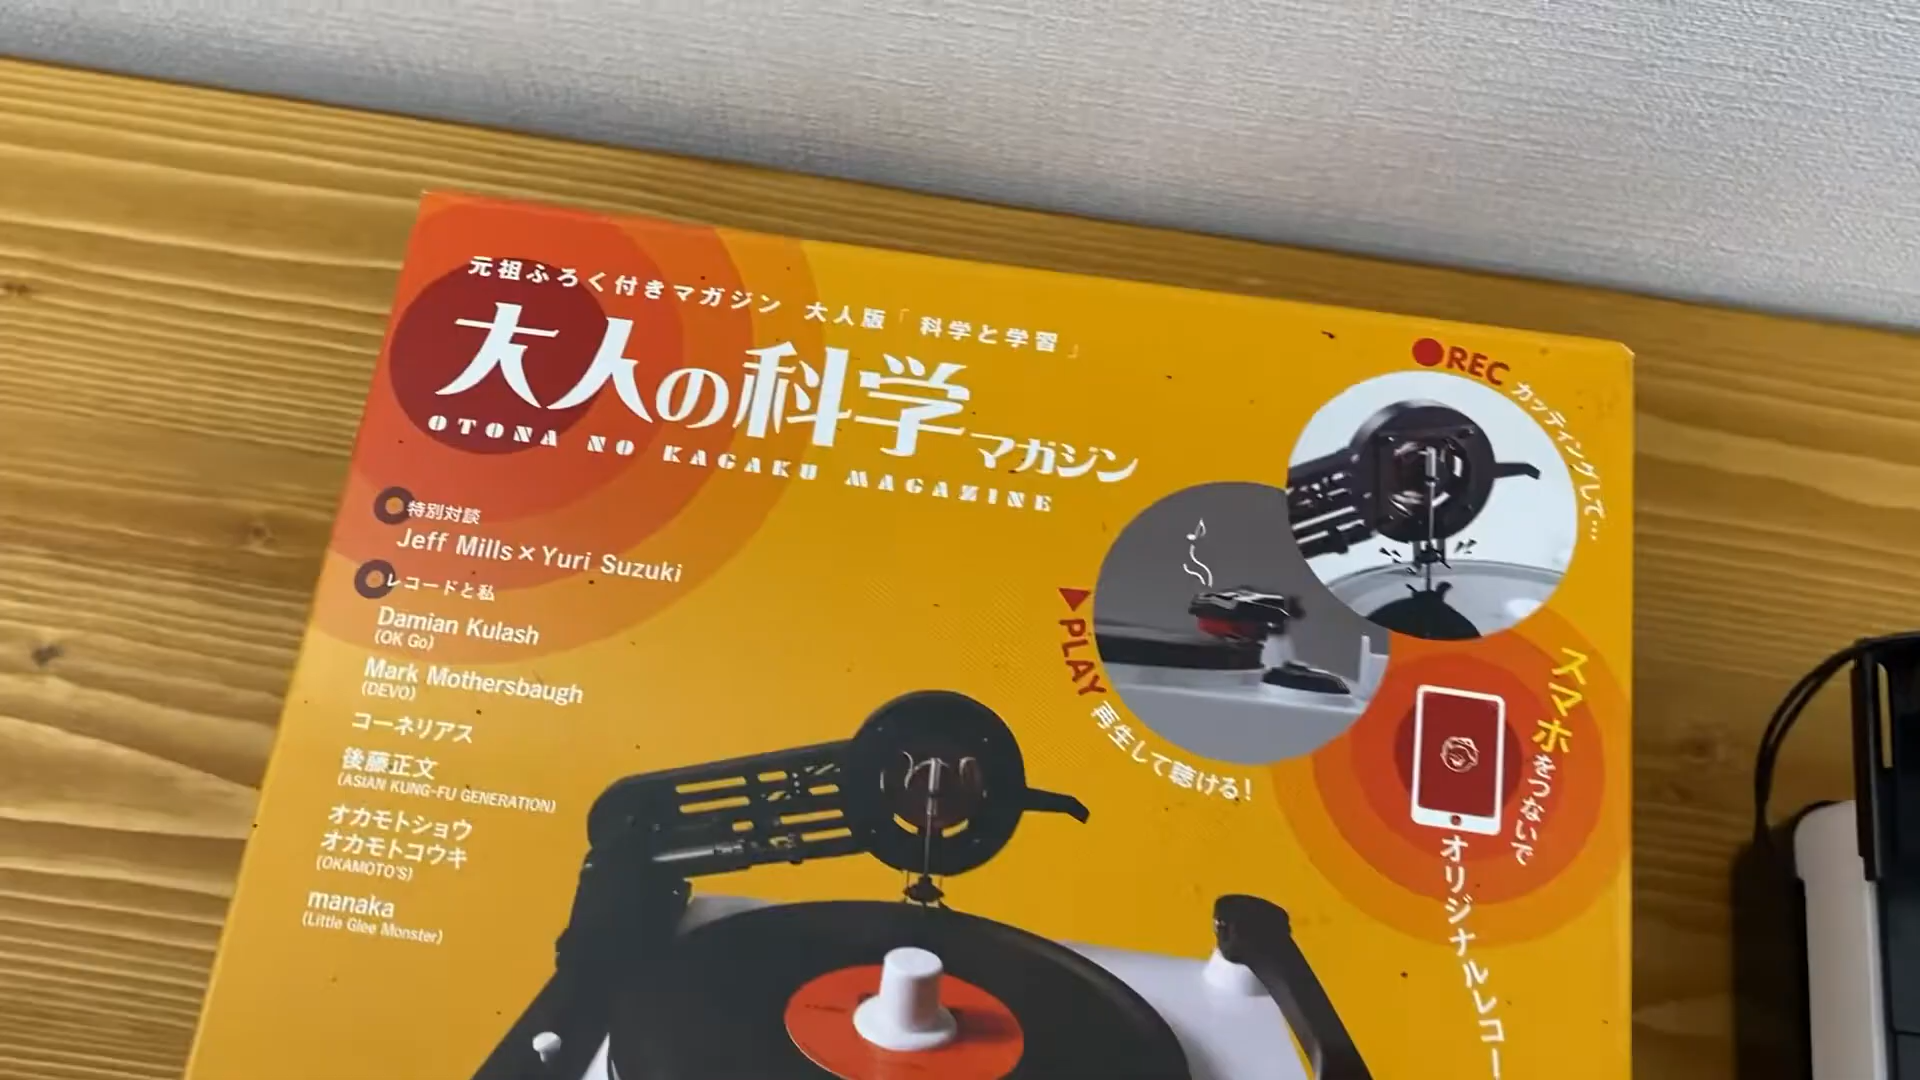 元祖ふろく付きマガジン 大人版「科学と学習」
大人の科学マガジン
OTONA NO KAGAKU MAGAZINE
特別対談
Jeff Mills×Yuri Suzuki
レコードと私
Damian Kulash
(OK Go)
Mark Mothersbaugh
(DEVO)
コーネリアス
後藤正文
(ASIAN KUNG-FU GENERATION)
オカモトショウ
オカモトコウキ
(OKAMOTO'S)
manaka
(Little Glee Monster)
●REC カッティングして…
▶PLAY 再生して聴ける!
スマホをつないで
オリジナルレコー